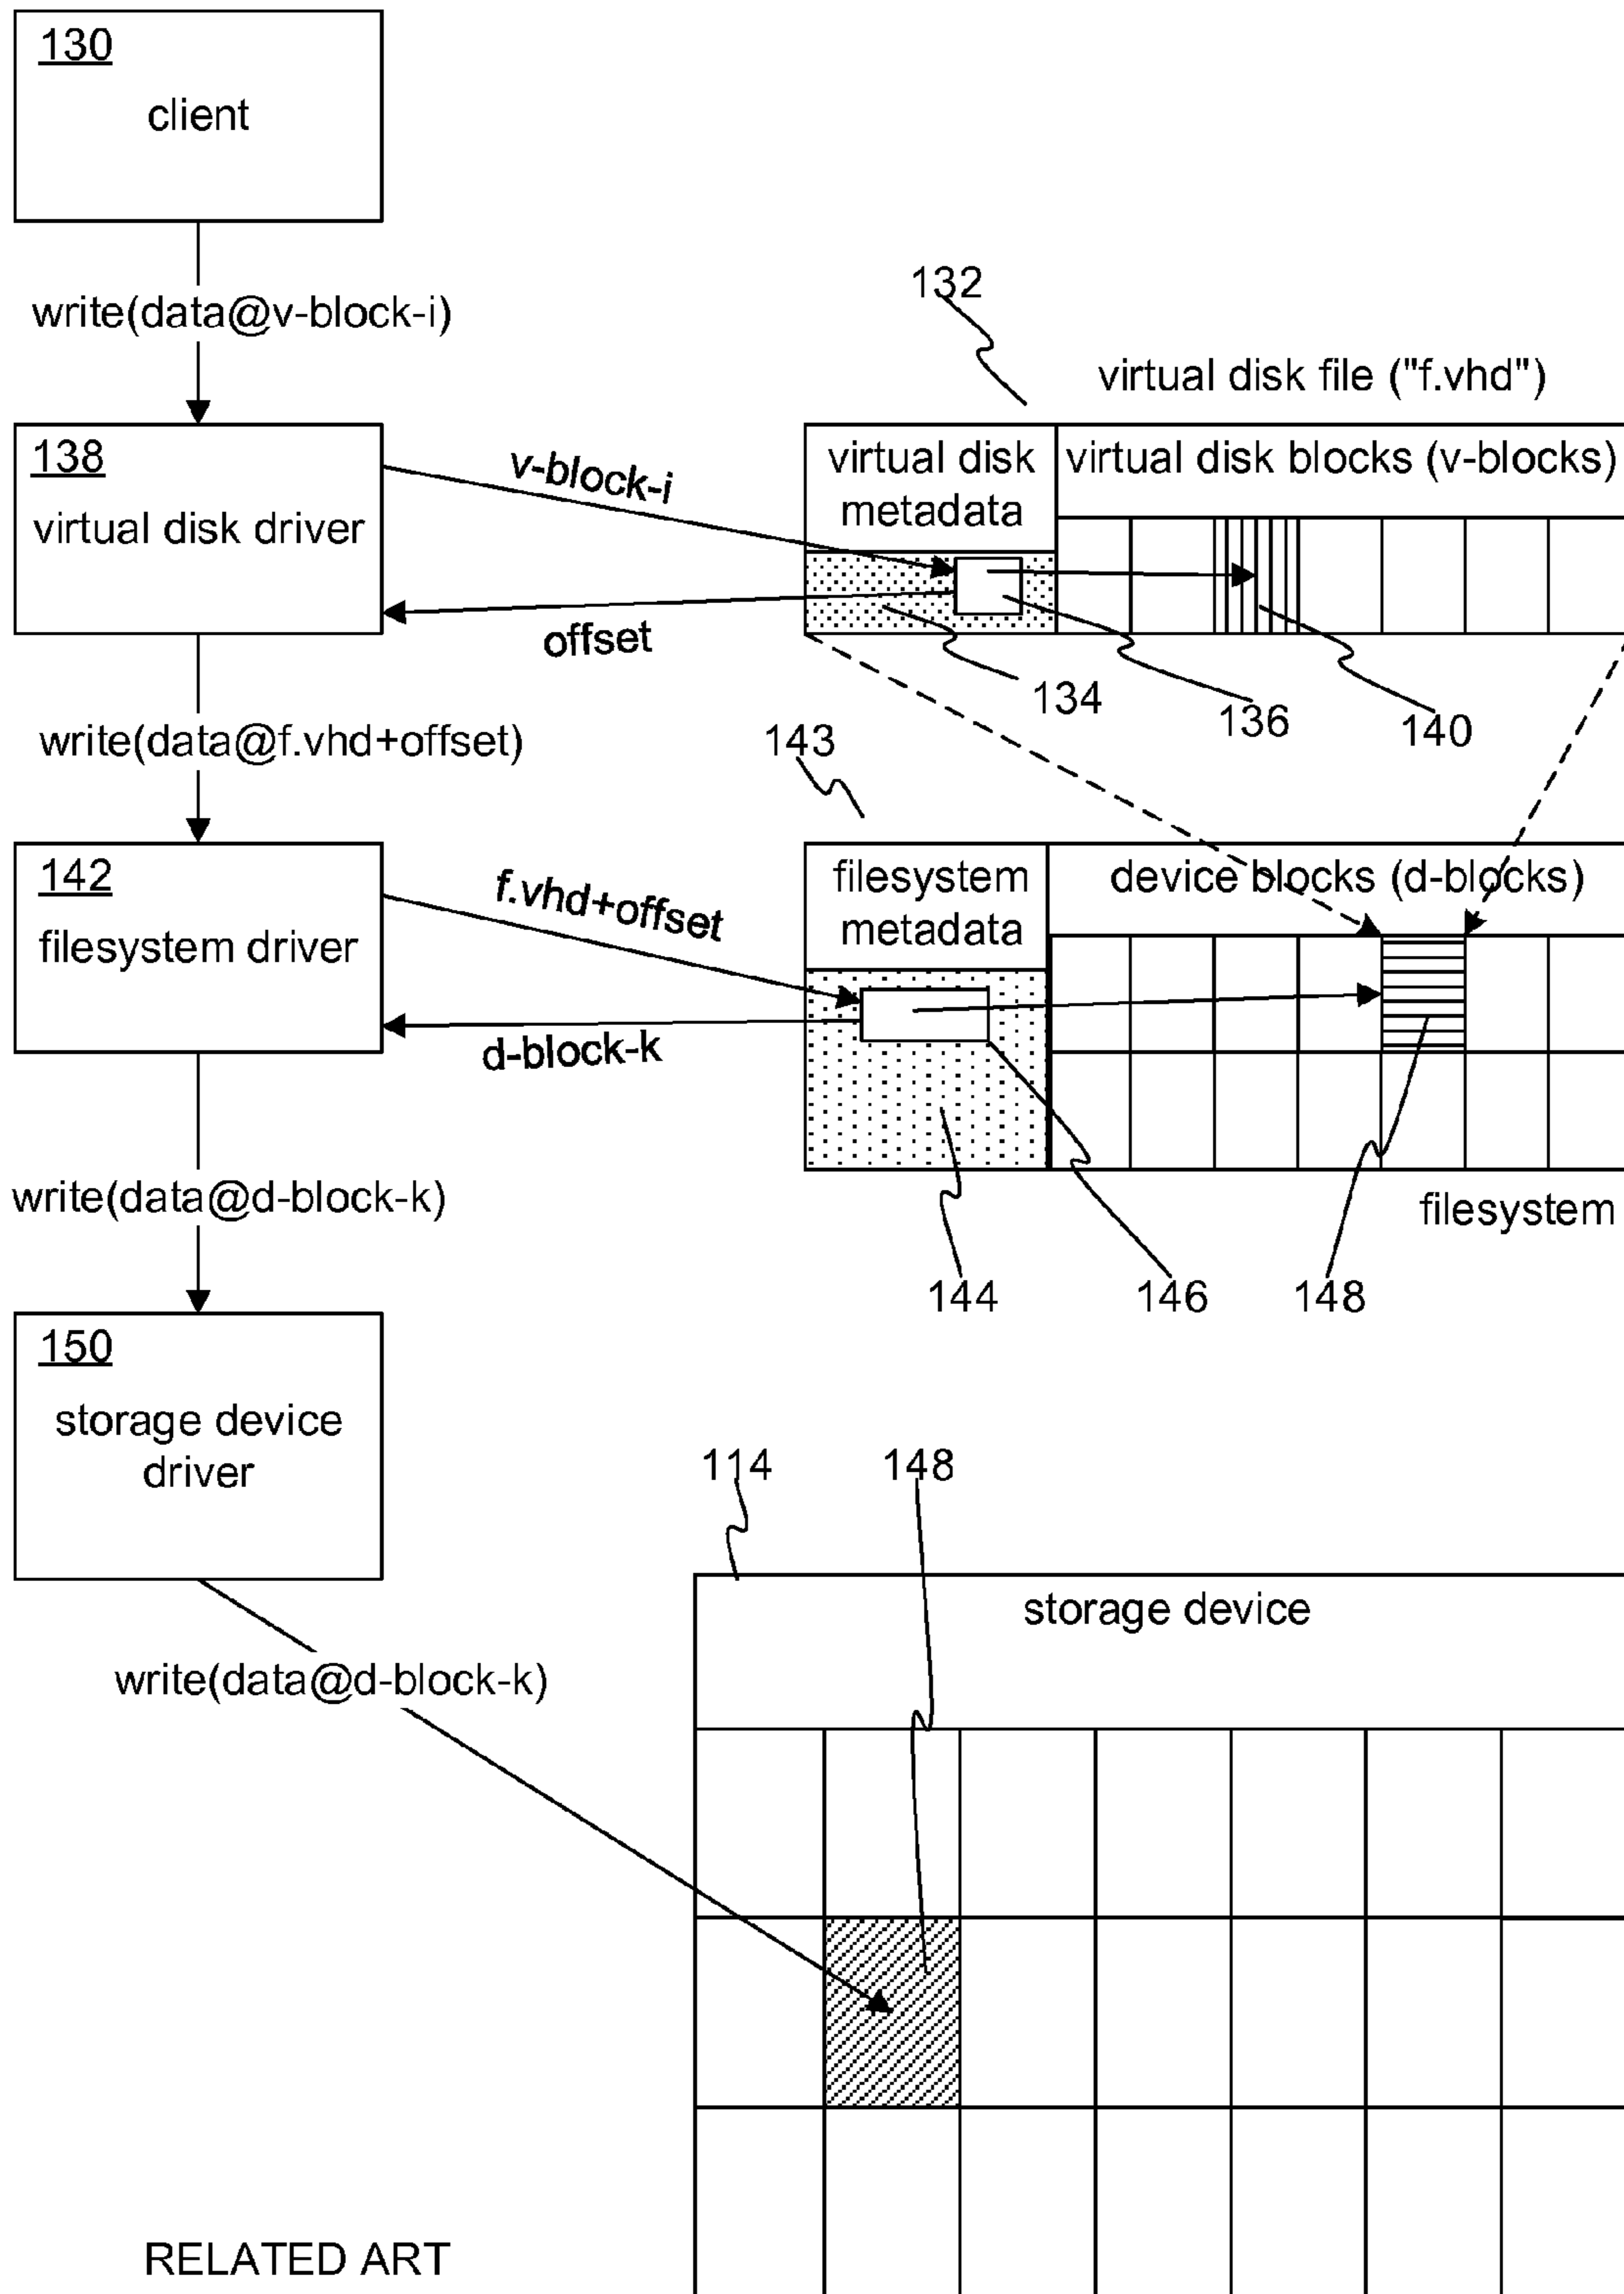 130
client
write(data@v-block-i)
132
virtual disk file ("f.vhd")
138
virtual disk driver
v-block-i
offset
virtual disk
metadata
virtual disk blocks (v-blocks)
134
136
140
write(data@f.vhd+offset)
143
142
filesystem driver
f.vhd+offset
d-block-k
filesystem
metadata
device blocks (d-blocks)
write(data@d-block-k)
filesystem
144
146
148
150
storage device
driver
114
148
storage device
write(data@d-block-k)
RELATED ART